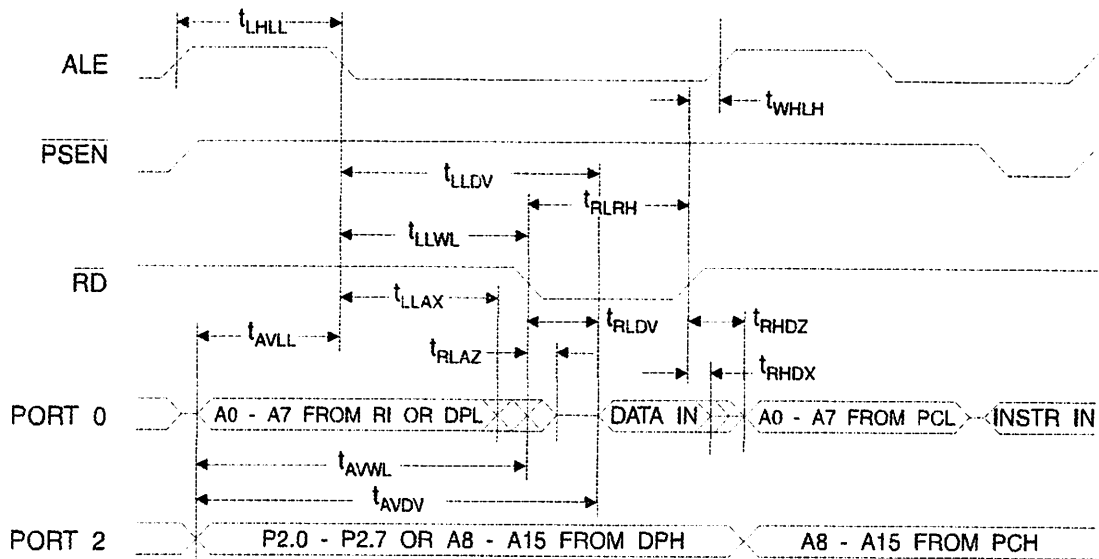 tLHLL
ALE
tWHLH
PSEN
tLLDV
tRLRH
tLLWL
RD
tLLAX
tRLDV
tRHDZ
tAVLL
tRLAZ
tRHDX
PORT 0 A0 - A7 FROM RI OR DPL DATA IN A0 - A7 FROM PCL INSTR IN
tAVWL
tAVDV
PORT 2 P2.0 - P2.7 OR A8 - A15 FROM DPH A8 - A15 FROM PCH